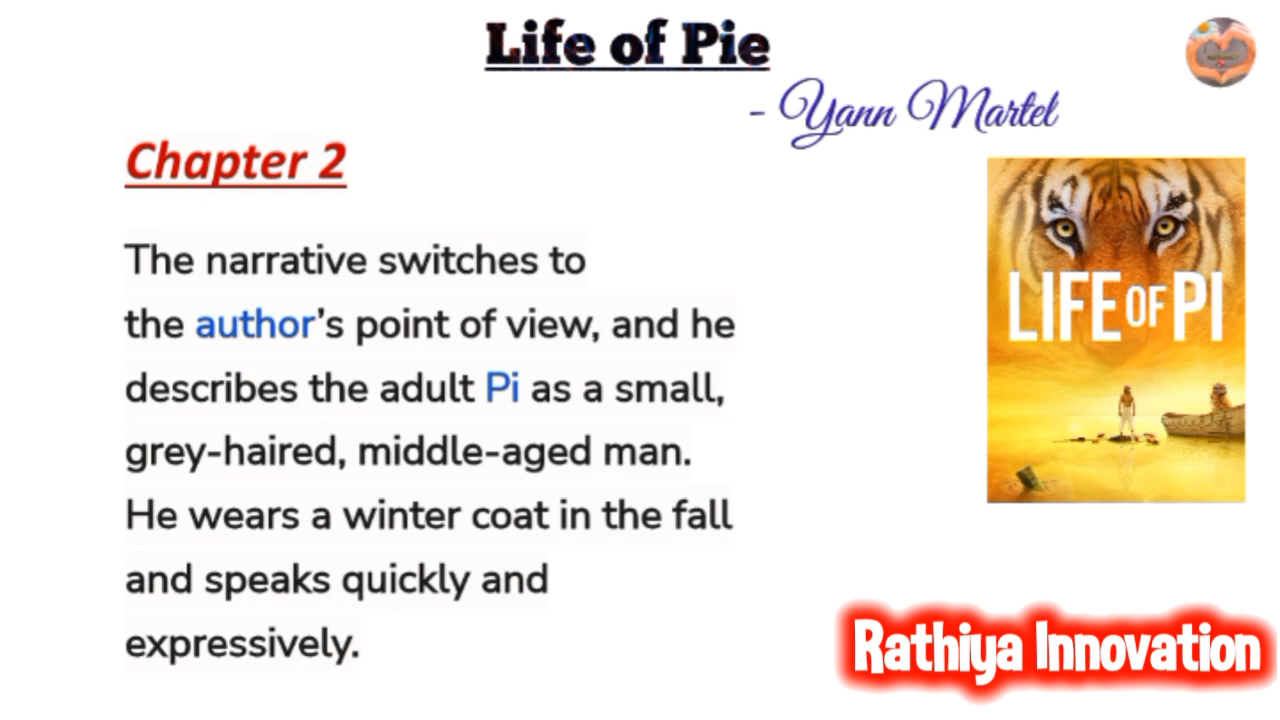 Life of Pie
- Yann Martel
Chapter 2
The narrative switches to
the author's point of view, and he
describes the adult Pi as a small,
grey-haired, middle-aged man.
He wears a winter coat in the fall
and speaks quickly and
expressively.
LIFE OF PI
Rathiya Innovation